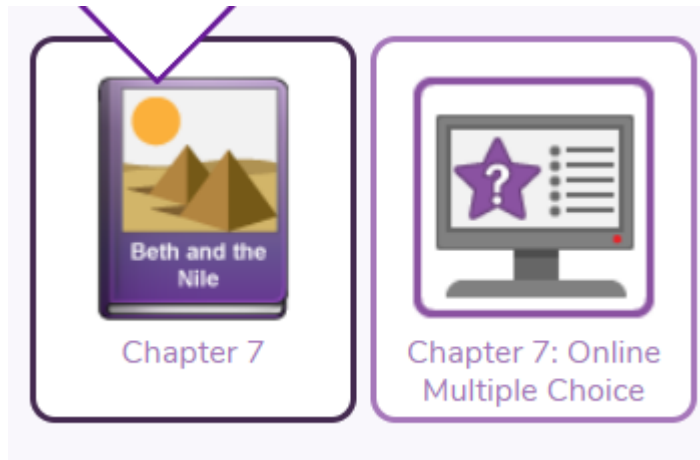 Beth and the
Nile
Chapter 7
?
Chapter 7: Online
Multiple Choice